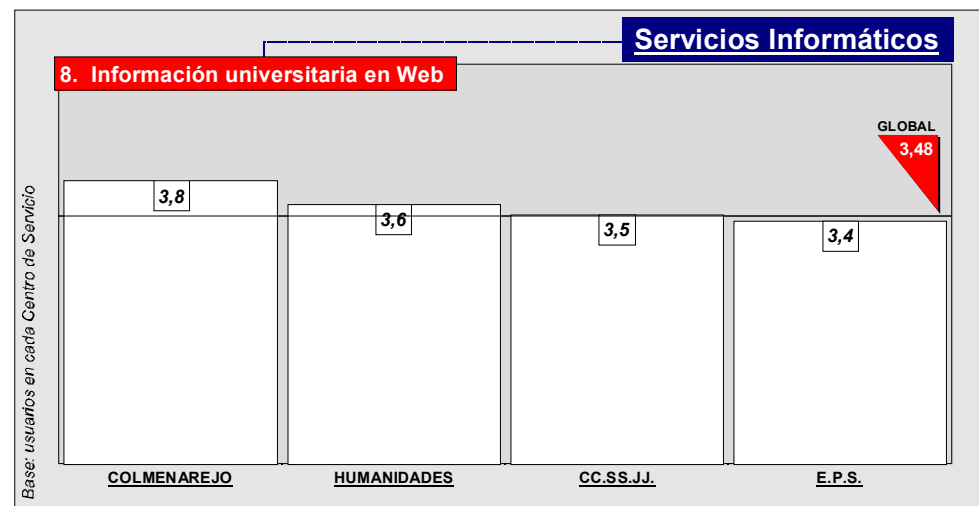 Servicios Informáticos
8. Información universitaria en Web
GLOBAL
3,48
3,8
3,6
3,5
3,4
Base: usuarios en cada Centro de Servicio
COLMENAREJO
HUMANIDADES
CC.SS.JJ.
E.P.S.